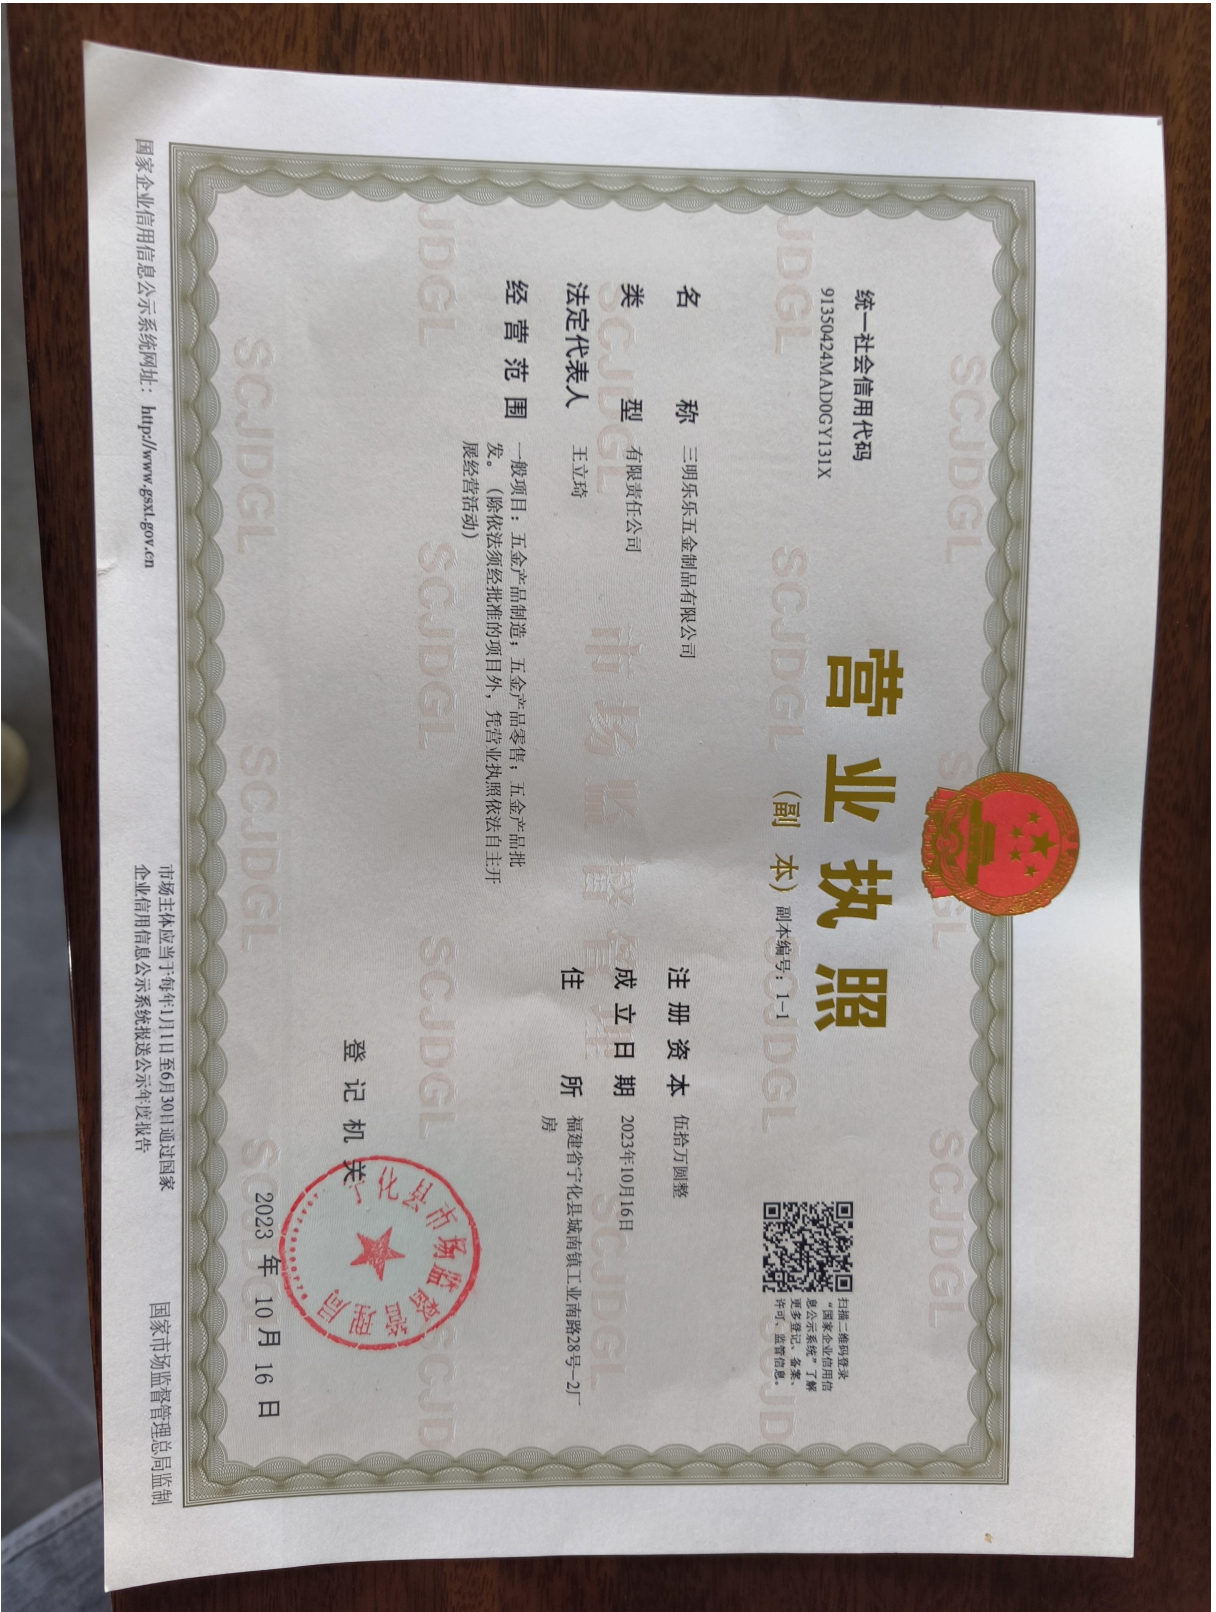 统一社会信用代码
91350424MAD0GY131X
营业执照
（副 本）
副本编号：1-1
扫描二维码登录
“国家企业信用信
息公示系统”了解
更多登记、备案、
许可、监管信息。
名 称 三明乐乐五金制品有限公司
类 型 有限责任公司
法定代表人 王立琦
经营范围 一般项目：五金产品制造；五金产品零售；五金产品批
发。（除依法须经批准的项目外，凭营业执照依法自主开
展经营活动）
注册资本 伍拾万圆整
成立日期 2023年10月16日
住 所 福建省宁化县城南镇工业南路28号-2厂
房
登记机关
宁化县市场监督管理局
2023 年 10 月 16 日
国家企业信用信息公示系统网址：http://www.gsxt.gov.cn
市场主体应当于每年1月1日至6月30日通过国家
企业信用信息公示系统报送公示年度报告
国家市场监督管理总局监制
SCJDGL
市场监督管理